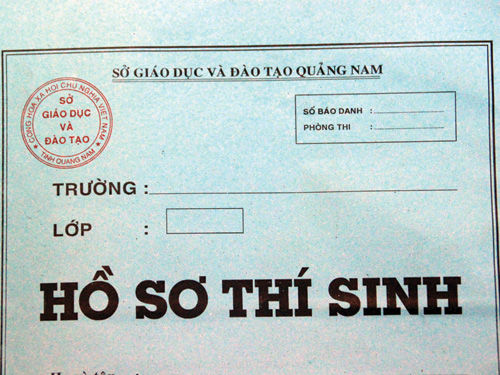 SỞ GIÁO DỤC VÀ ĐÀO TẠO QUẢNG NAM
CỘNG HÒA XÃ HỘI CHỦ NGHĨA VIỆT NAM
SỞ
GIÁO DỤC
VÀ
ĐÀO TẠO
★ TỈNH QUẢNG NAM ★
SỐ BÁO DANH :
PHÒNG THI :
TRƯỜNG :
LỚP :
HỒ SƠ THÍ SINH